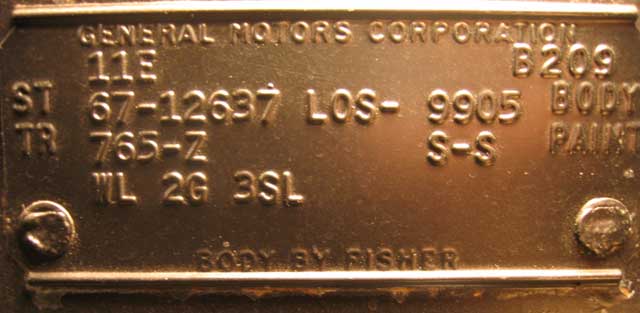 GENERAL MOTORS CORPORATION
11E B209
ST 67-12637 LOS- 9905 BODY
TR 765-Z S-S PAINT
WL 2G 3SL
BODY BY FISHER